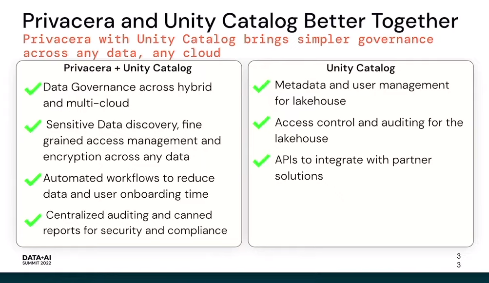 Privacera and Unity Catalog Better Together
Privacera with Unity Catalog brings simpler governance
across any data, any cloud
Privacera + Unity Catalog
Data Governance across hybrid
and multi-cloud
Sensitive Data discovery, fine
grained access management and
encryption across any data
Automated workflows to reduce
data and user onboarding time
Centralized auditing and canned
reports for security and compliance
Unity Catalog
Metadata and user management
for lakehouse
Access control and auditing for the
lakehouse
APIs to integrate with partner
solutions
DATA+AI
SUMMIT 2022
3
3